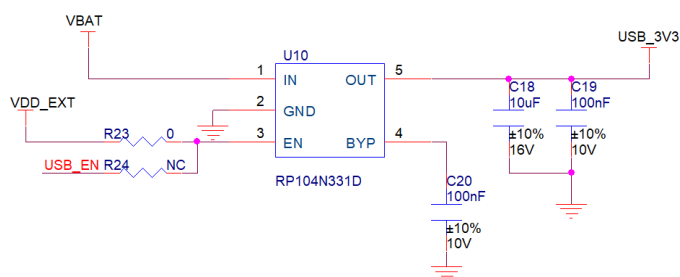 VBAT
USB_3V3
U10
1 IN OUT 5
C18 C19
10uF 100nF
VDD_EXT
2 GND
R23 0
3 EN BYP 4
±10% ±10%
16V 10V
USB_EN R24 NC
RP104N331D
C20
100nF
±10%
10V